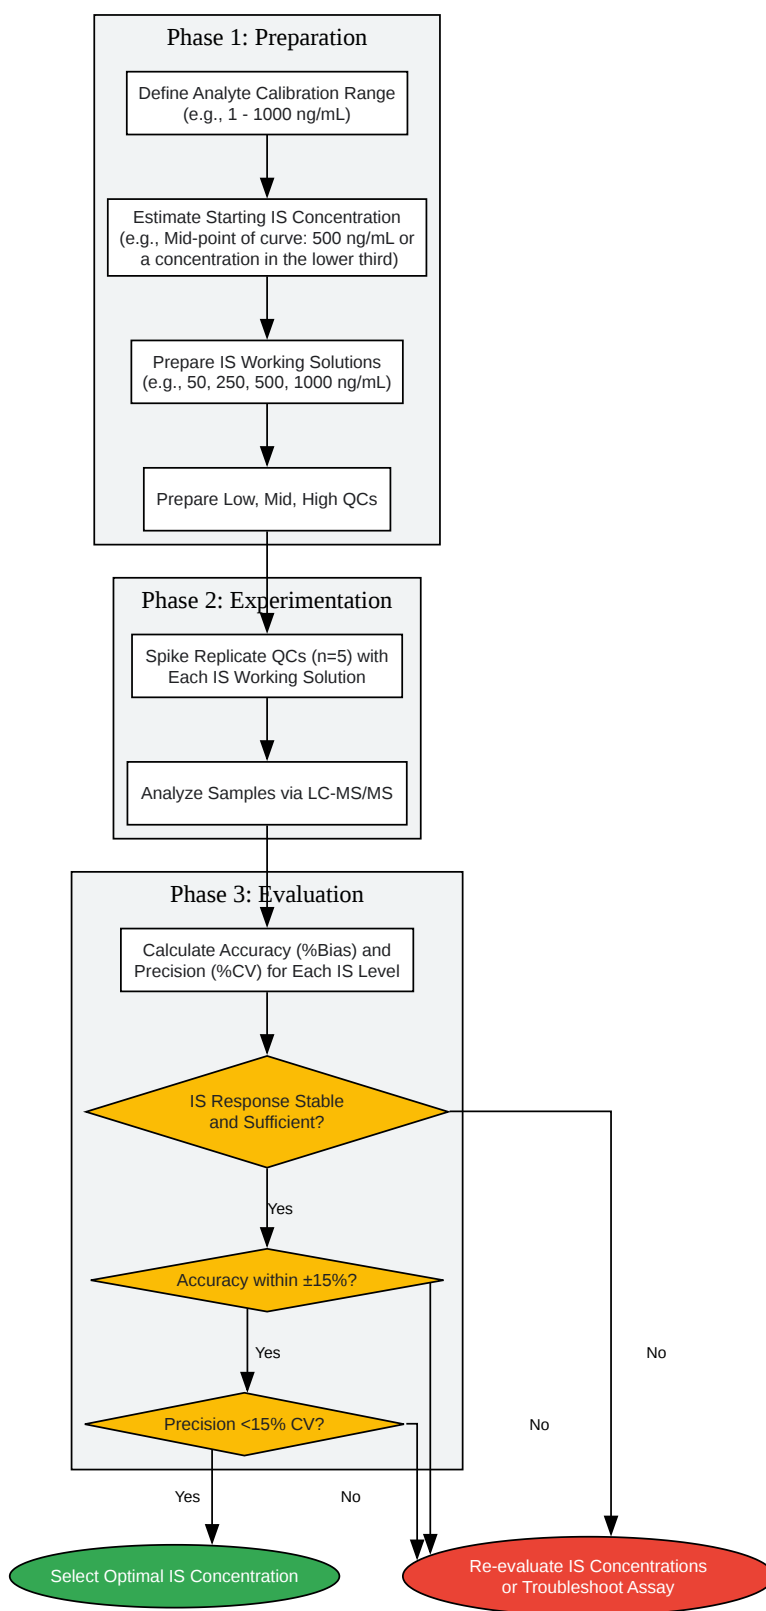 Phase 1: Preparation
Define Analyte Calibration Range
(e.g., 1 - 1000 ng/mL)
Estimate Starting IS Concentration
(e.g., Mid-point of curve: 500 ng/mL or
a concentration in the lower third)
Prepare IS Working Solutions
(e.g., 50, 250, 500, 1000 ng/mL)
Prepare Low, Mid, High QCs
Phase 2: Experimentation
Spike Replicate QCs (n=5) with
Each IS Working Solution
Analyze Samples via LC-MS/MS
Phase 3: Evaluation
Calculate Accuracy (%Bias) and
Precision (%CV) for Each IS Level
IS Response Stable
and Sufficient?
Yes
Accuracy within ±15%?
Yes
No
Precision <15% CV?
No
Yes
No
Select Optimal IS Concentration
Re-evaluate IS Concentrations
or Troubleshoot Assay